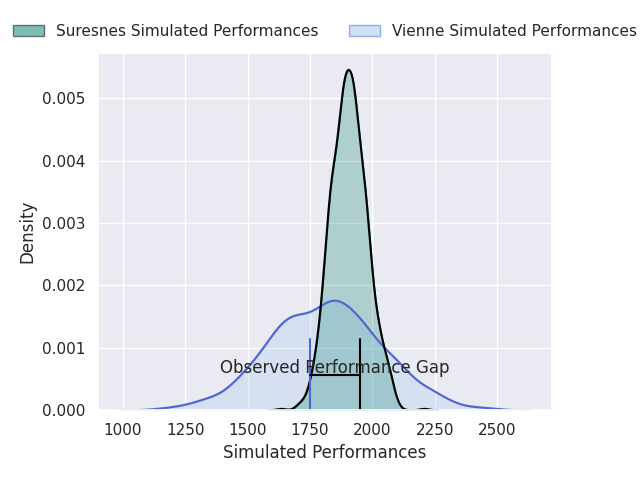 Suresnes Simulated Performances
Vienne Simulated Performances
0.005
0.004
0.003
0.002
0.001
0.000
Density
Observed Performance Gap
1000 1250 1500 1750 2000 2250 2500
Simulated Performances